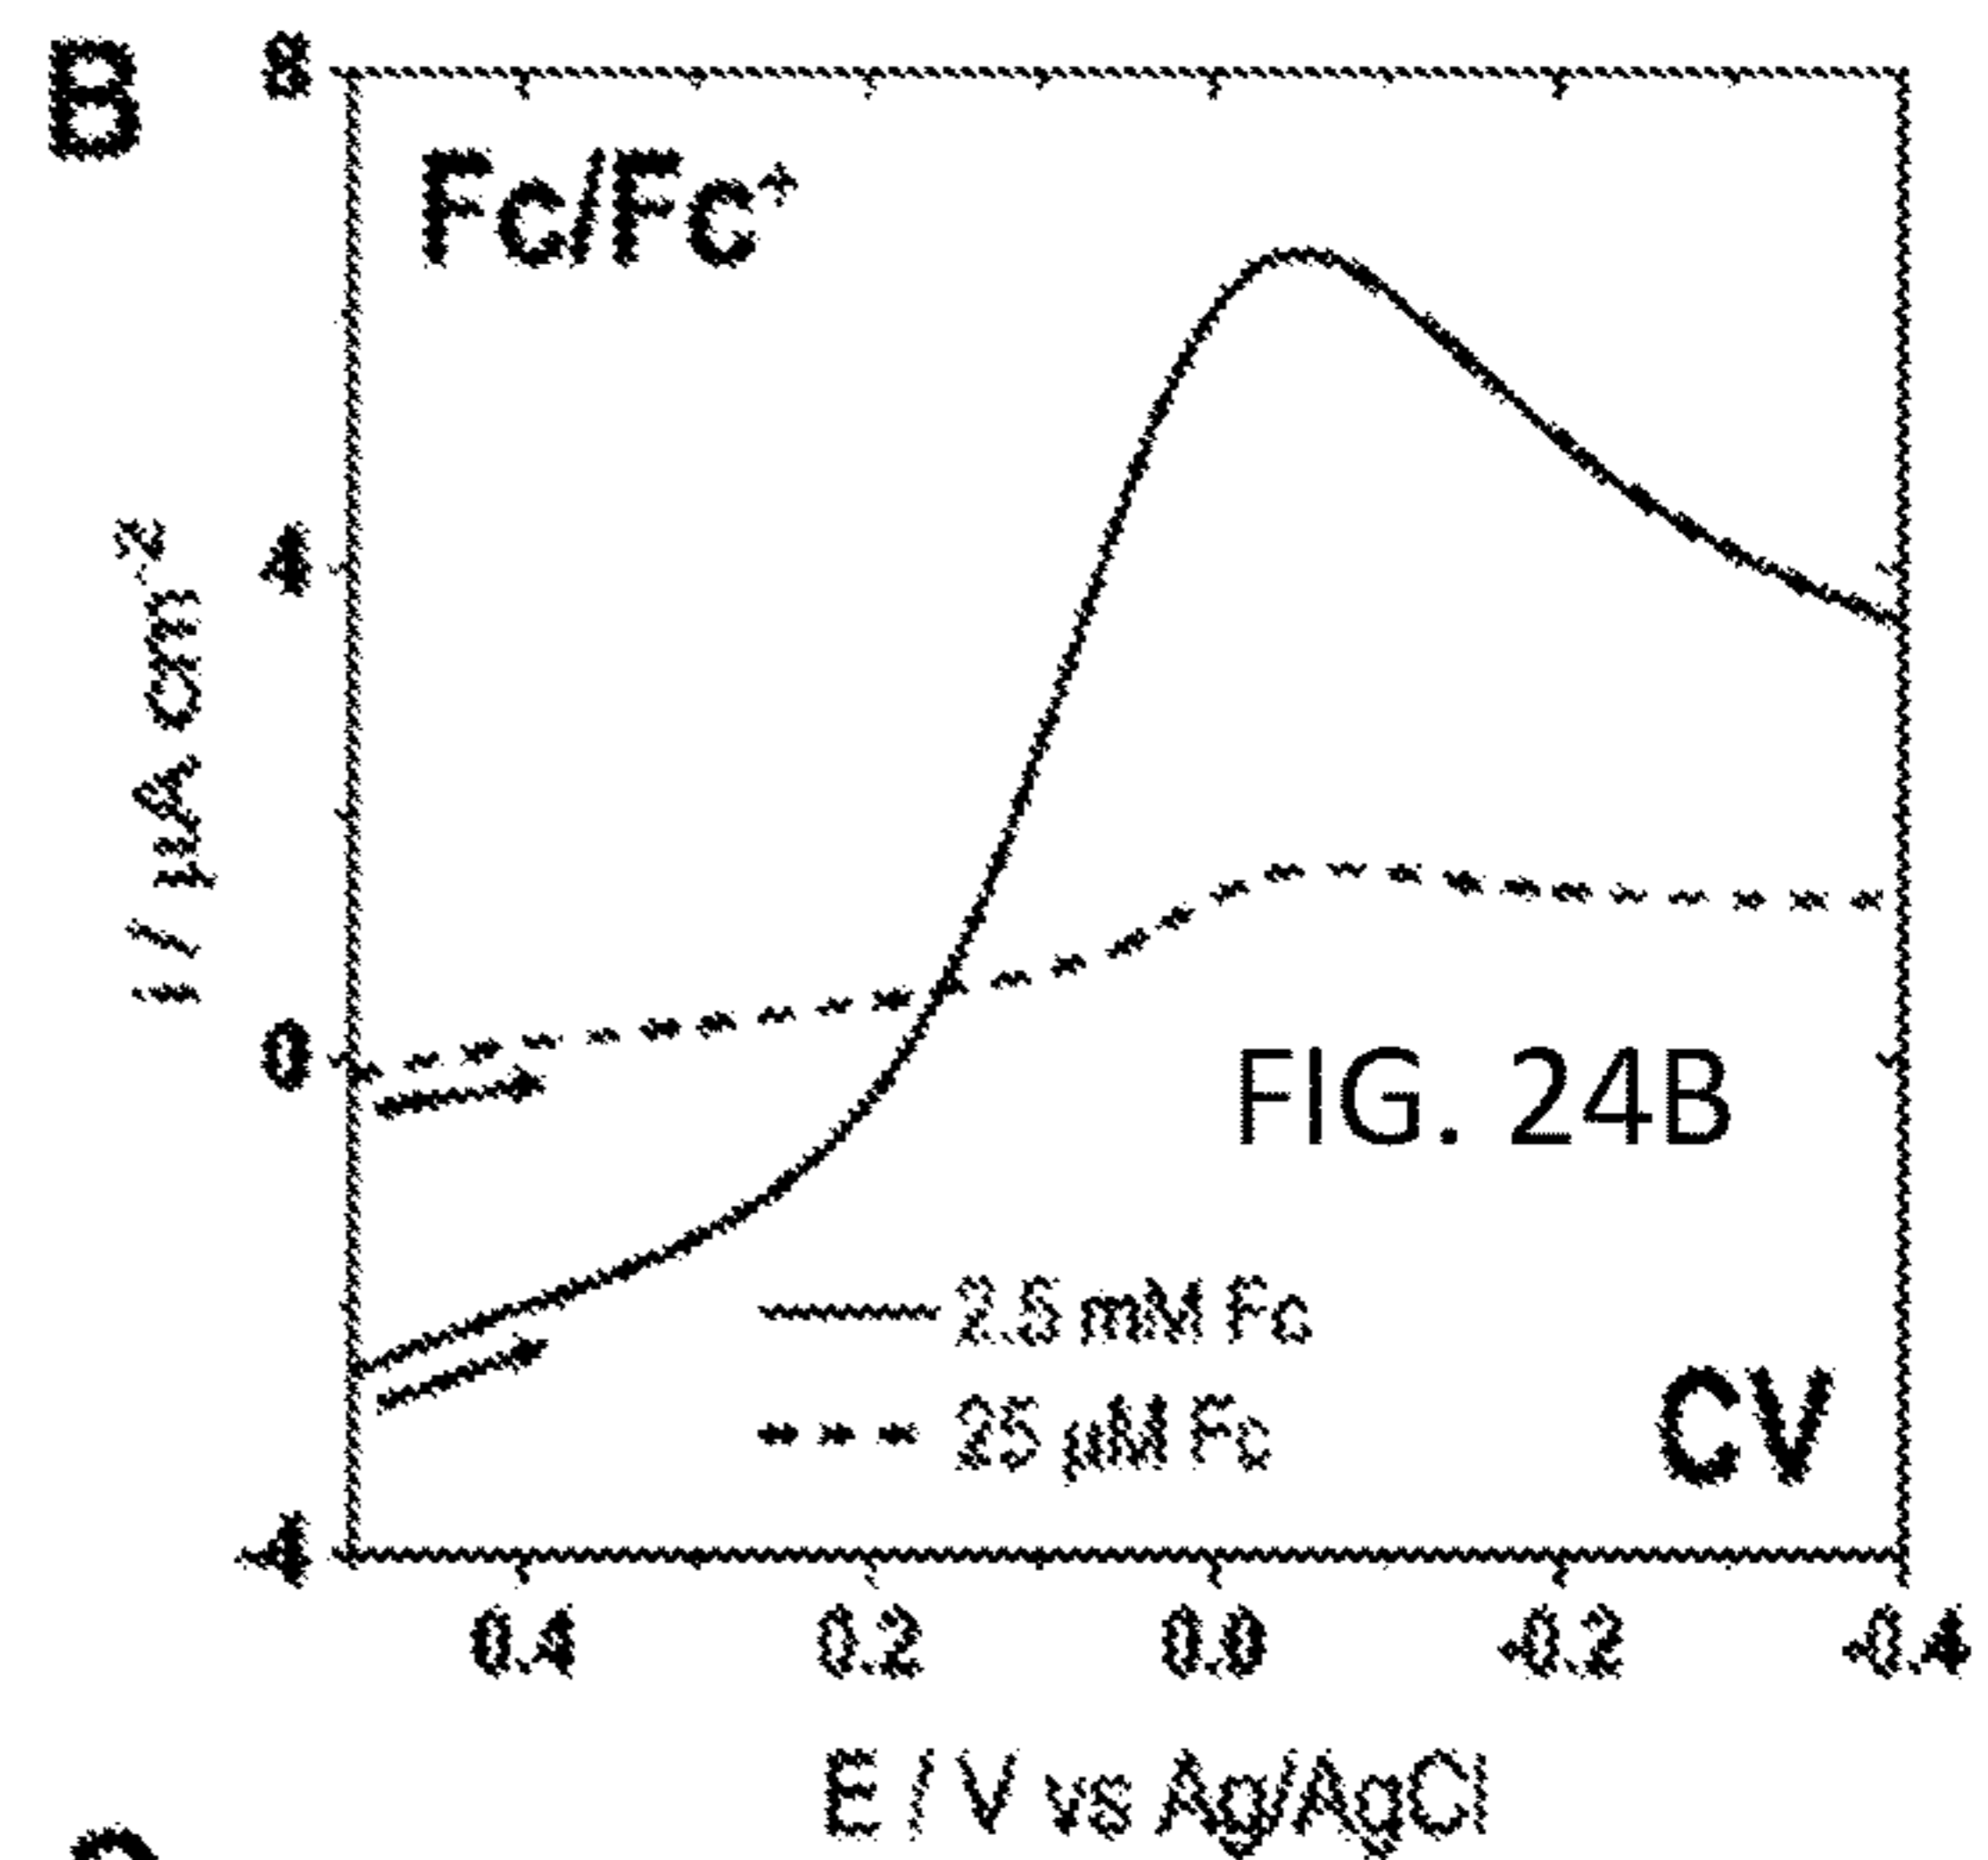 B
8
Fc/Fc⁺
4
i / µA cm⁻²
0
FIG. 24B
2.5 mM Fc
25 µM Fc
CV
-4
0.4 0.2 0.0 -0.2 -0.4
E / V vs Ag/AgCl